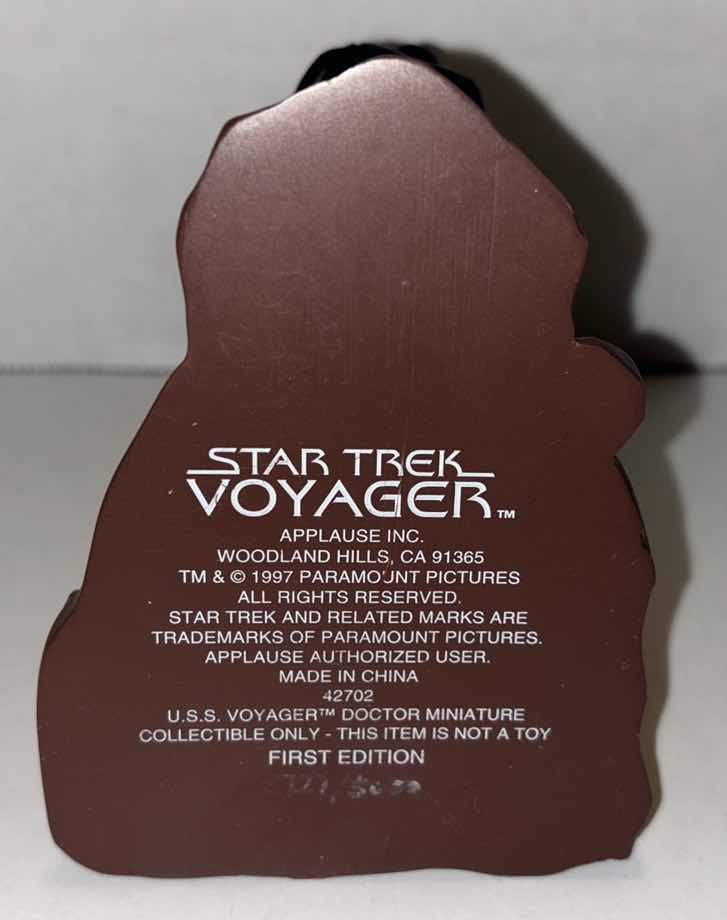 STAR TREK
VOYAGER™
APPLAUSE INC.
WOODLAND HILLS, CA 91365
TM & © 1997 PARAMOUNT PICTURES
ALL RIGHTS RESERVED.
STAR TREK AND RELATED MARKS ARE
TRADEMARKS OF PARAMOUNT PICTURES.
APPLAUSE AUTHORIZED USER.
MADE IN CHINA
42702
U.S.S. VOYAGER™ DOCTOR MINIATURE
COLLECTIBLE ONLY - THIS ITEM IS NOT A TOY
FIRST EDITION